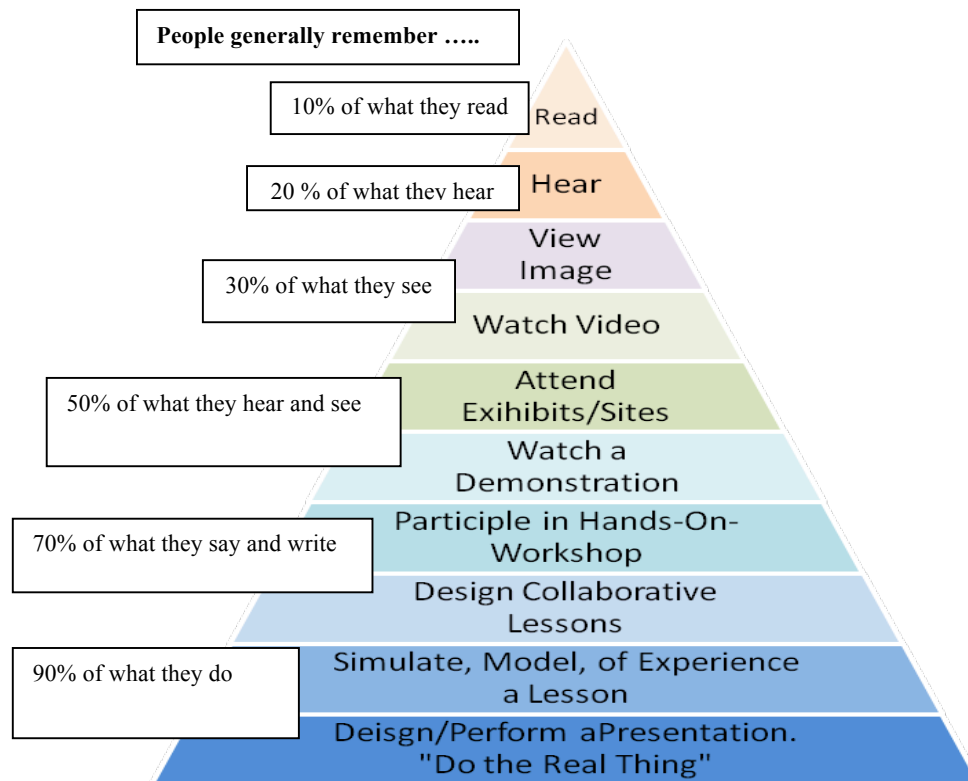 People generally remember …..
10% of what they read
Read
20 % of what they hear
Hear
View
Image
30% of what they see
Watch Video
Attend
Exihibits/Sites
50% of what they hear and see
Watch a
Demonstration
Participle in Hands-On-
Workshop
70% of what they say and write
Design Collaborative
Lessons
Simulate, Model, of Experience
a Lesson
90% of what they do
Deisgn/Perform aPresentation.
"Do the Real Thing"